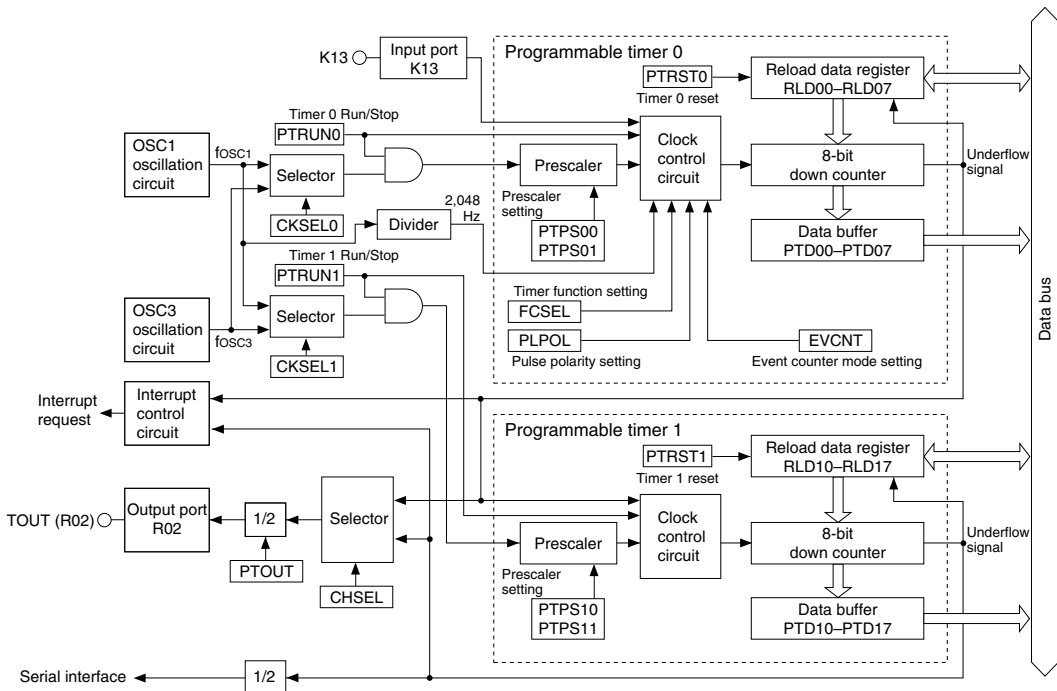 K13
Input port
K13
Programmable timer 0
PTRST0
Timer 0 reset
Reload data register
RLD00–RLD07
Timer 0 Run/Stop
PTRUN0
OSC1
oscillation
circuit
fOSC1
Selector
CKSEL0
Prescaler
Prescaler
setting
PTPS00
PTPS01
Clock
control
circuit
8-bit
down counter
Underflow
signal
Data buffer
PTD00–PTD07
Divider
2,048
Hz
Timer 1 Run/Stop
PTRUN1
OSC3
oscillation
circuit
fOSC3
Selector
CKSEL1
Timer function setting
FCSEL
PLPOL
Pulse polarity setting
EVCNT
Event counter mode setting
Data bus
Interrupt
request
Interrupt
control
circuit
Programmable timer 1
PTRST1
Timer 1 reset
Reload data register
RLD10–RLD17
TOUT (R02)
Output port
R02
1/2
PTOUT
Selector
CHSEL
Prescaler
Prescaler
setting
PTPS10
PTPS11
Clock
control
circuit
8-bit
down counter
Underflow
signal
Data buffer
PTD10–PTD17
Serial interface
1/2